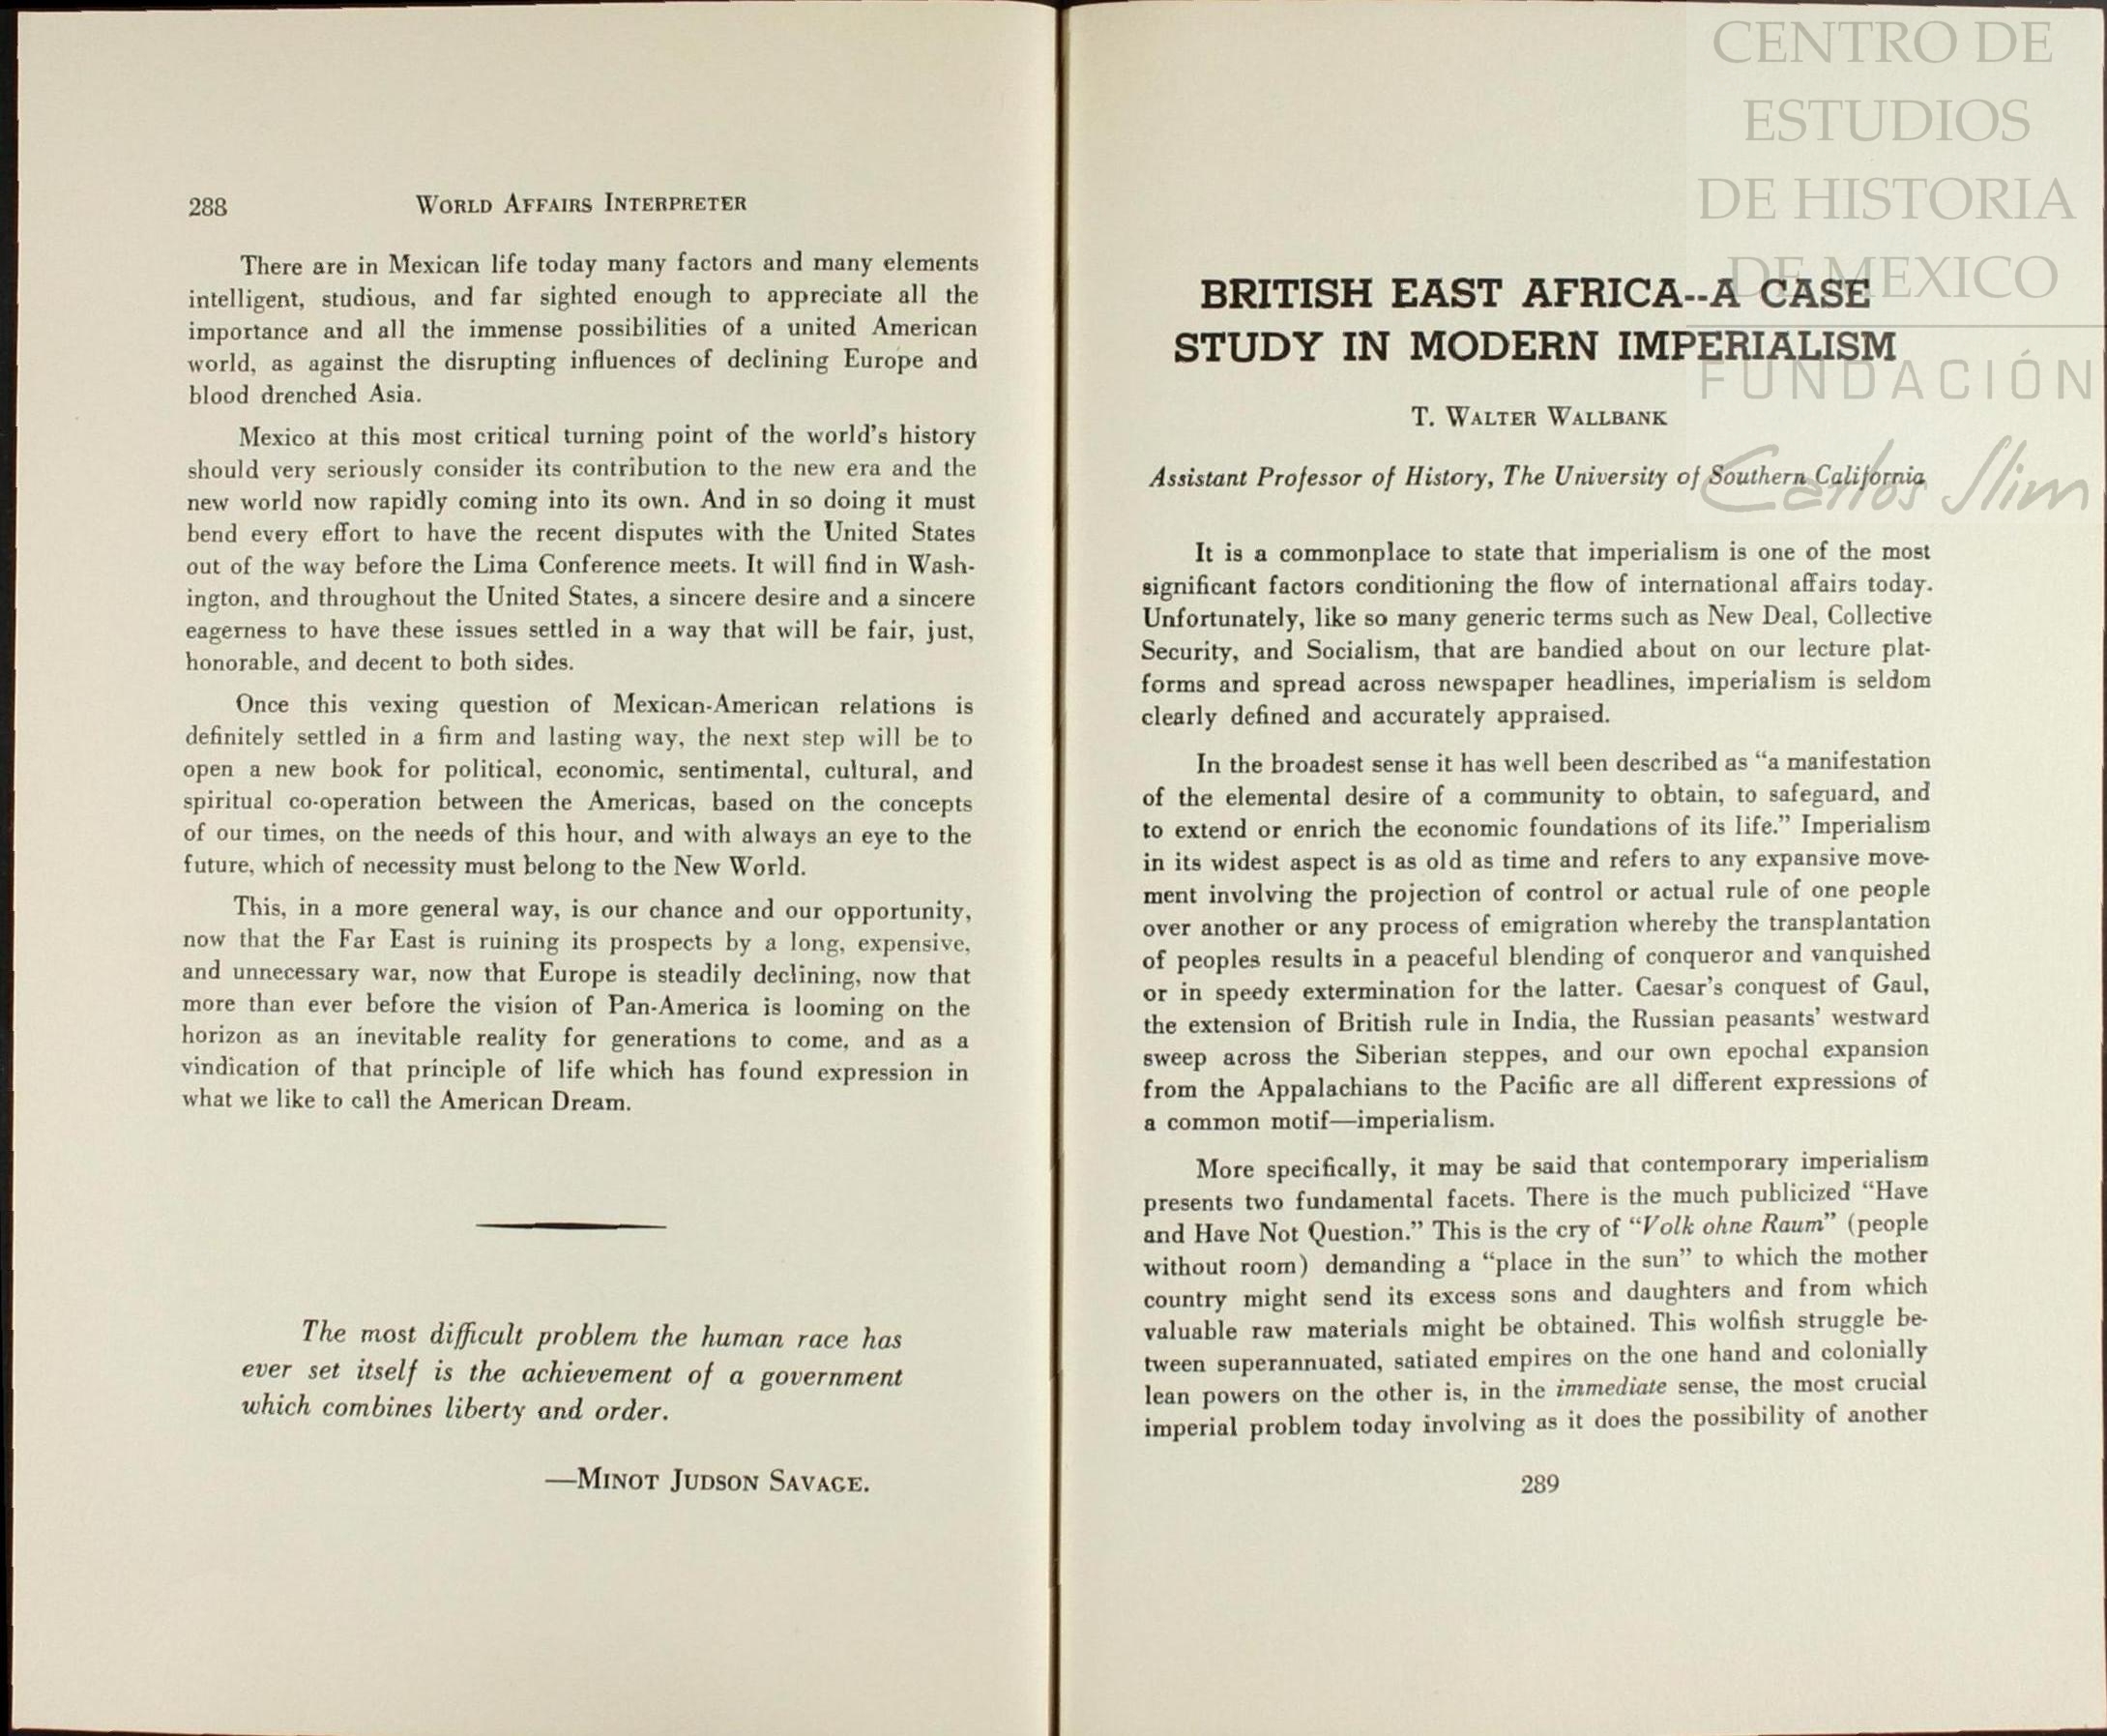 288
WORLD AFFAIRS INTERPRETER
There are in Mexican life today many factors and many elements
intelligent, studious, and far sighted enough to appreciate all the
importance and all the immense possibilities of a united American
world, as against the disrupting influences of declining Europe and
blood drenched Asia.
Mexico at this most critical turning point of the world's history
should very seriously consider its contribution to the new era and the
new world now rapidly coming into its own. And in so doing it must
bend every effort to have the recent disputes with the United States
out of the way before the Lima Conference meets. It will find in Wash-
ington, and throughout the United States, a sincere desire and a sincere
eagerness to have these issues settled in a way that will be fair, just,
honorable, and decent to both sides.
Once this vexing question of Mexican-American relations is
definitely settled in a firm and lasting way, the next step will be to
open a new book for political, economic, sentimental, cultural, and
spiritual co-operation between the Americas, based on the concepts
of our times, on the needs of this hour, and with always an eye to the
future, which of necessity must belong to the New World.
This, in a more general way, is our chance and our opportunity,
now that the Far East is ruining its prospects by a long, expensive,
and unnecessary war, now that Europe is steadily declining, now that
more than ever before the vision of Pan-America is looming on the
horizon as an inevitable reality for generations to come, and as a
vindication of that principle of life which has found expression in
what we like to call the American Dream.
The most difficult problem the human race has
ever set itself is the achievement of a government
which combines liberty and order.
—MINOT JUDSON SAVAGE.
CENTRO DE
ESTUDIOS
DE HISTORIA
DE MEXICO
FUNDACIÓN
Carlos Slim
BRITISH EAST AFRICA--A CASE
STUDY IN MODERN IMPERIALISM
T. WALTER WALLBANK
Assistant Professor of History, The University of Southern California
It is a commonplace to state that imperialism is one of the most
significant factors conditioning the flow of international affairs today.
Unfortunately, like so many generic terms such as New Deal, Collective
Security, and Socialism, that are bandied about on our lecture plat-
forms and spread across newspaper headlines, imperialism is seldom
clearly defined and accurately appraised.
In the broadest sense it has well been described as "a manifestation
of the elemental desire of a community to obtain, to safeguard, and
to extend or enrich the economic foundations of its life." Imperialism
in its widest aspect is as old as time and refers to any expansive move-
ment involving the projection of control or actual rule of one people
over another or any process of emigration whereby the transplantation
of peoples results in a peaceful blending of conqueror and vanquished
or in speedy extermination for the latter. Caesar's conquest of Gaul,
the extension of British rule in India, the Russian peasants' westward
sweep across the Siberian steppes, and our own epochal expansion
from the Appalachians to the Pacific are all different expressions of
a common motif—imperialism.
More specifically, it may be said that contemporary imperialism
presents two fundamental facets. There is the much publicized "Have
and Have Not Question." This is the cry of "Volk ohne Raum" (people
without room) demanding a "place in the sun" to which the mother
country might send its excess sons and daughters and from which
valuable raw materials might be obtained. This wolfish struggle be-
tween superannuated, satiated empires on the one hand and colonially
lean powers on the other is, in the immediate sense, the most crucial
imperial problem today involving as it does the possibility of another
289